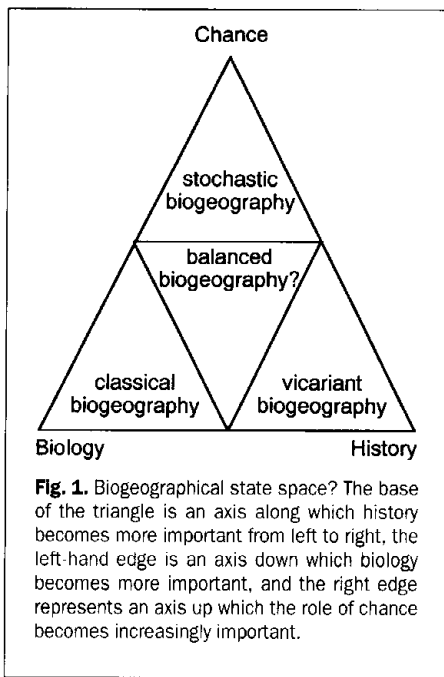 Chance
stochastic
biogeography
balanced
biogeography?
classical
biogeography
vicariant
biogeography
Biology
History
Fig. 1. Biogeographical state space? The base
of the triangle is an axis along which history
becomes more important from left to right, the
left-hand edge is an axis down which biology
becomes more important, and the right edge
represents an axis up which the role of chance
becomes increasingly important.